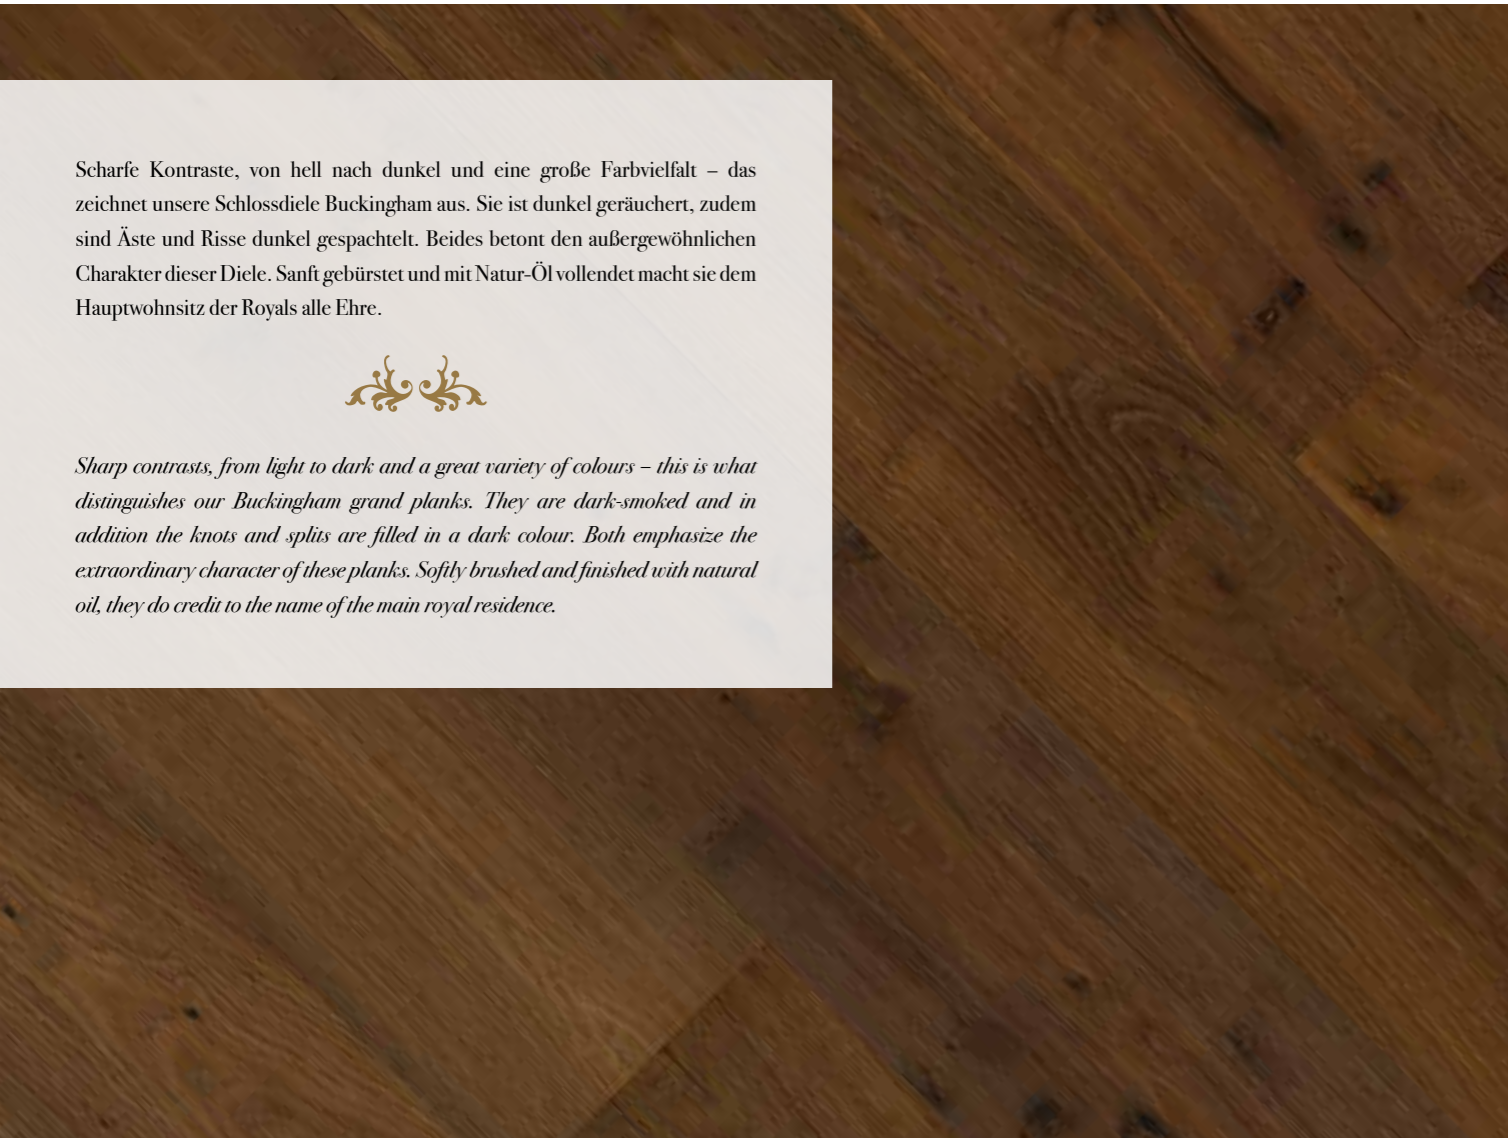 Scharfe Kontraste, von hell nach dunkel und eine große Farbvielfalt – das
zeichnet unsere Schlossdiele Buckingham aus. Sie ist dunkel geräuchert, zudem
sind Äste und Risse dunkel gespachtelt. Beides betont den außergewöhnlichen
Charakter dieser Diele. Sanft gebürstet und mit Natur-Öl vollendet macht sie dem
Hauptwohnsitz der Royals alle Ehre.
Sharp contrasts, from light to dark and a great variety of colours – this is what
distinguishes our Buckingham grand planks. They are dark-smoked and in
addition the knots and splits are filled in a dark colour. Both emphasize the
extraordinary character of these planks. Softly brushed and finished with natural
oil, they do credit to the name of the main royal residence.